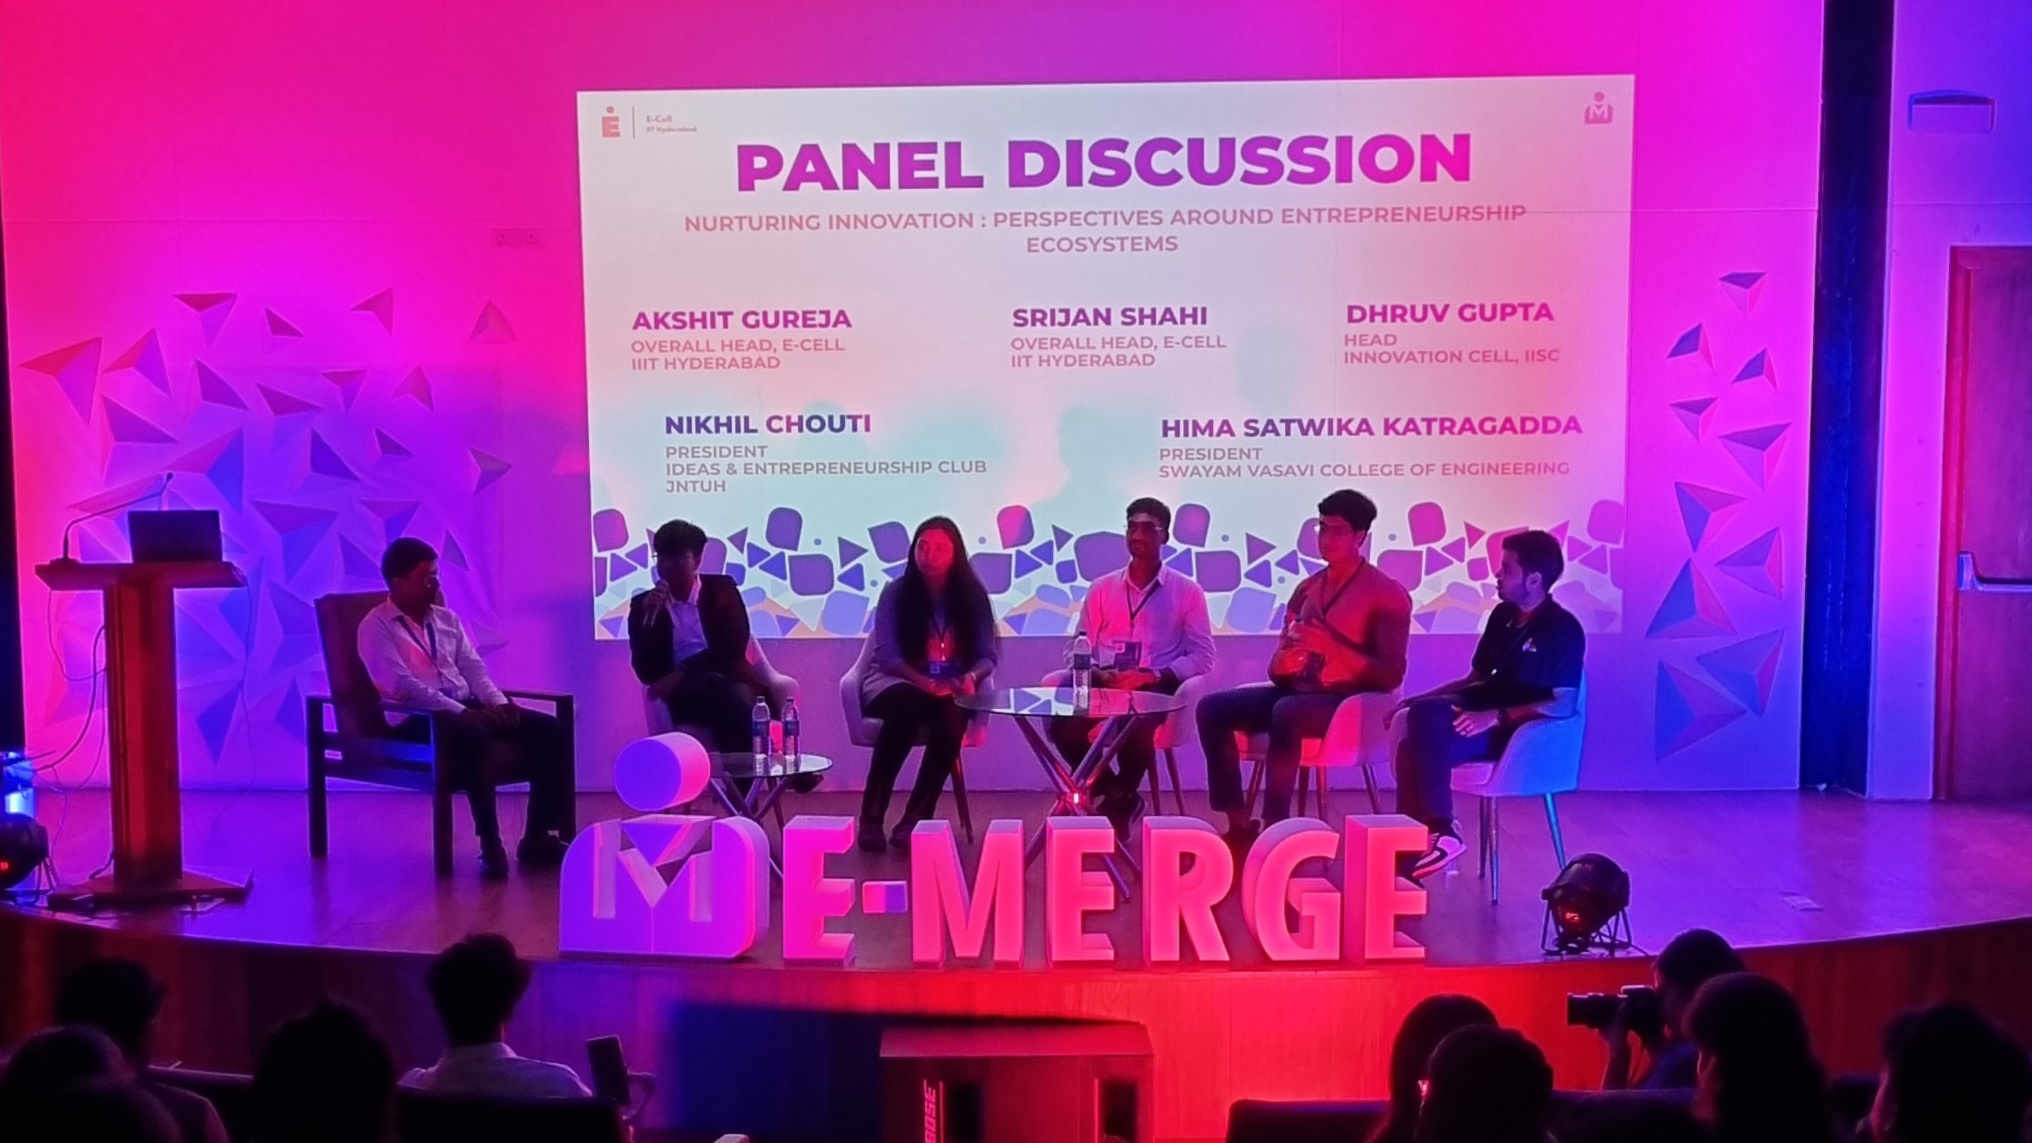 E-Cell
IIT Hyderabad
M
PANEL DISCUSSION
NURTURING INNOVATION : PERSPECTIVES AROUND ENTREPRENEURSHIP
ECOSYSTEMS
AKSHIT GUREJA
OVERALL HEAD, E-CELL
IIIT HYDERABAD
SRIJAN SHAHI
OVERALL HEAD, E-CELL
IIT HYDERABAD
DHRUV GUPTA
HEAD
INNOVATION CELL, IISC
NIKHIL CHOUTI
PRESIDENT
IDEAS & ENTREPRENEURSHIP CLUB
JNTUH
HIMA SATWIKA KATRAGADDA
PRESIDENT
SWAYAM VASAVI COLLEGE OF ENGINEERING
M E-MERGE
BOSE